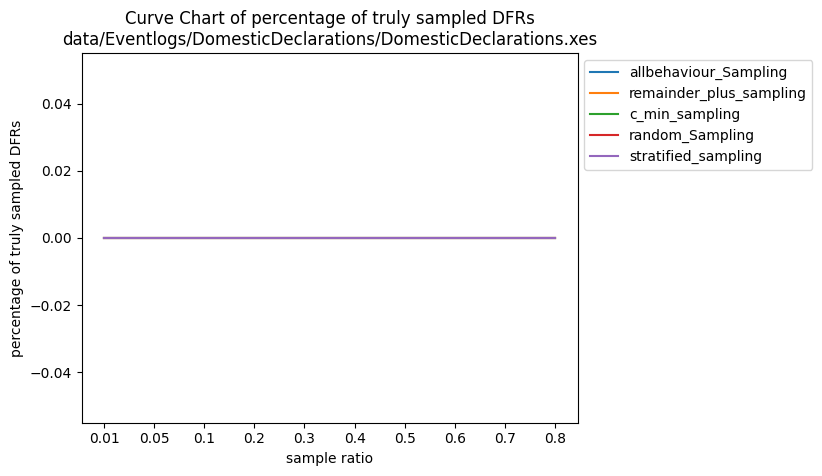 Curve Chart of percentage of truly sampled DFRs
data/Eventlogs/DomesticDeclarations/DomesticDeclarations.xes
allbehaviour_Sampling
remainder_plus_sampling
c_min_sampling
random_Sampling
stratified_sampling
percentage of truly sampled DFRs
0.04
0.02
0.00
−0.02
−0.04
0.01 0.05 0.1 0.2 0.3 0.4 0.5 0.6 0.7 0.8
sample ratio